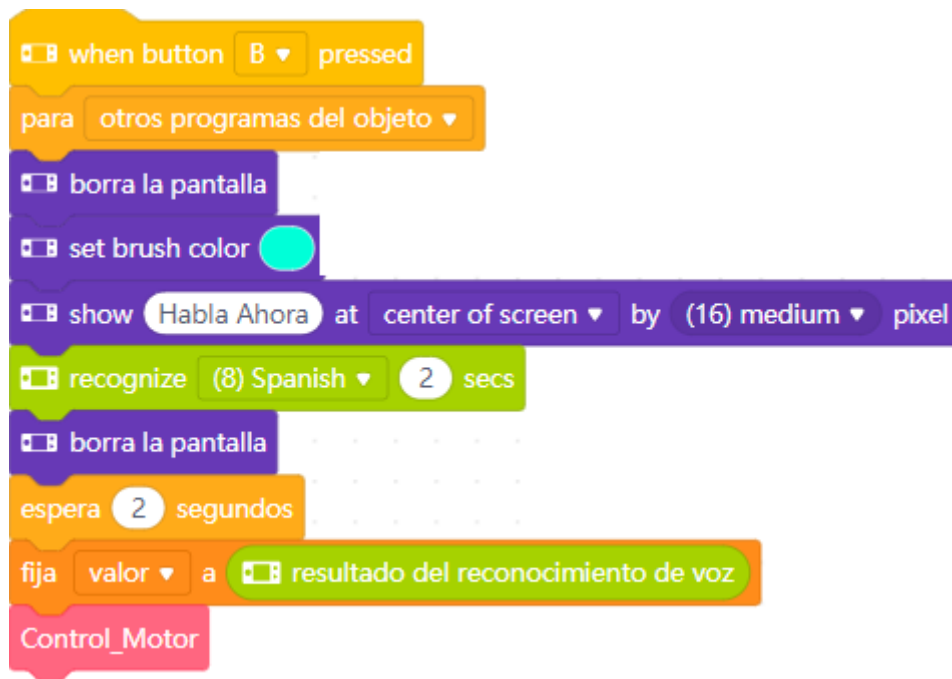 when button B pressed
para otros programas del objeto
borra la pantalla
set brush color
show Habla Ahora at center of screen by (16) medium pixel
recognize (8) Spanish 2 secs
borra la pantalla
espera 2 segundos
fija valor a resultado del reconocimiento de voz
Control_Motor